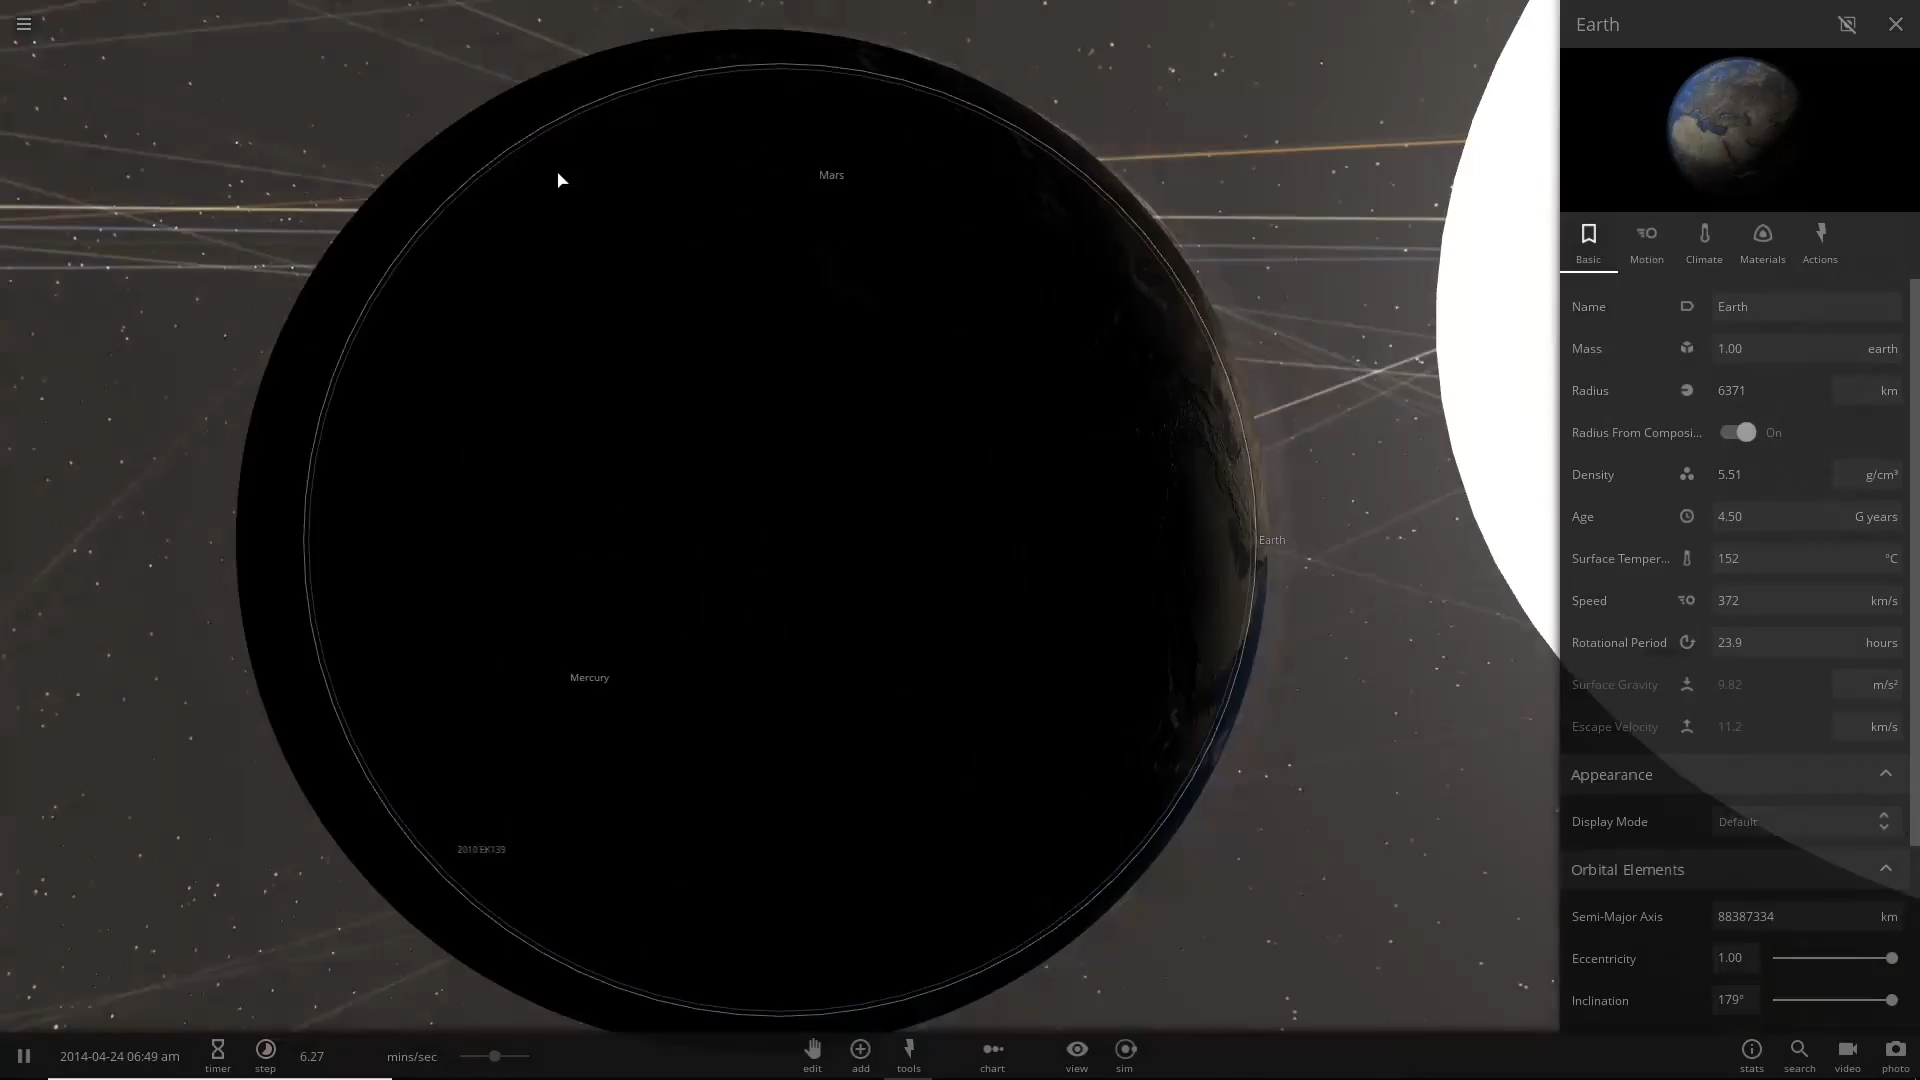 Earth
Mars
Earth
Mercury
2010 EK139
Basic
Motion
Climate
Materials
Actions
Name Earth
Mass 1.00 earth
Radius 6371 km
Radius From Composi... On
Density 5.51 g/cm³
Age 4.50 G years
Surface Temper... 152 °C
Speed 372 km/s
Rotational Period 23.9 hours
Surface Gravity 9.82 m/s²
Escape Velocity 11.2 km/s
Appearance
Display Mode Default
Orbital Elements
Semi-Major Axis 88387334 km
Eccentricity 1.00
Inclination 179°
2014-04-24 06:49 am
timer
step
6.27 mins/sec
edit
add
tools
chart
view
sim
stats
search
video
photo